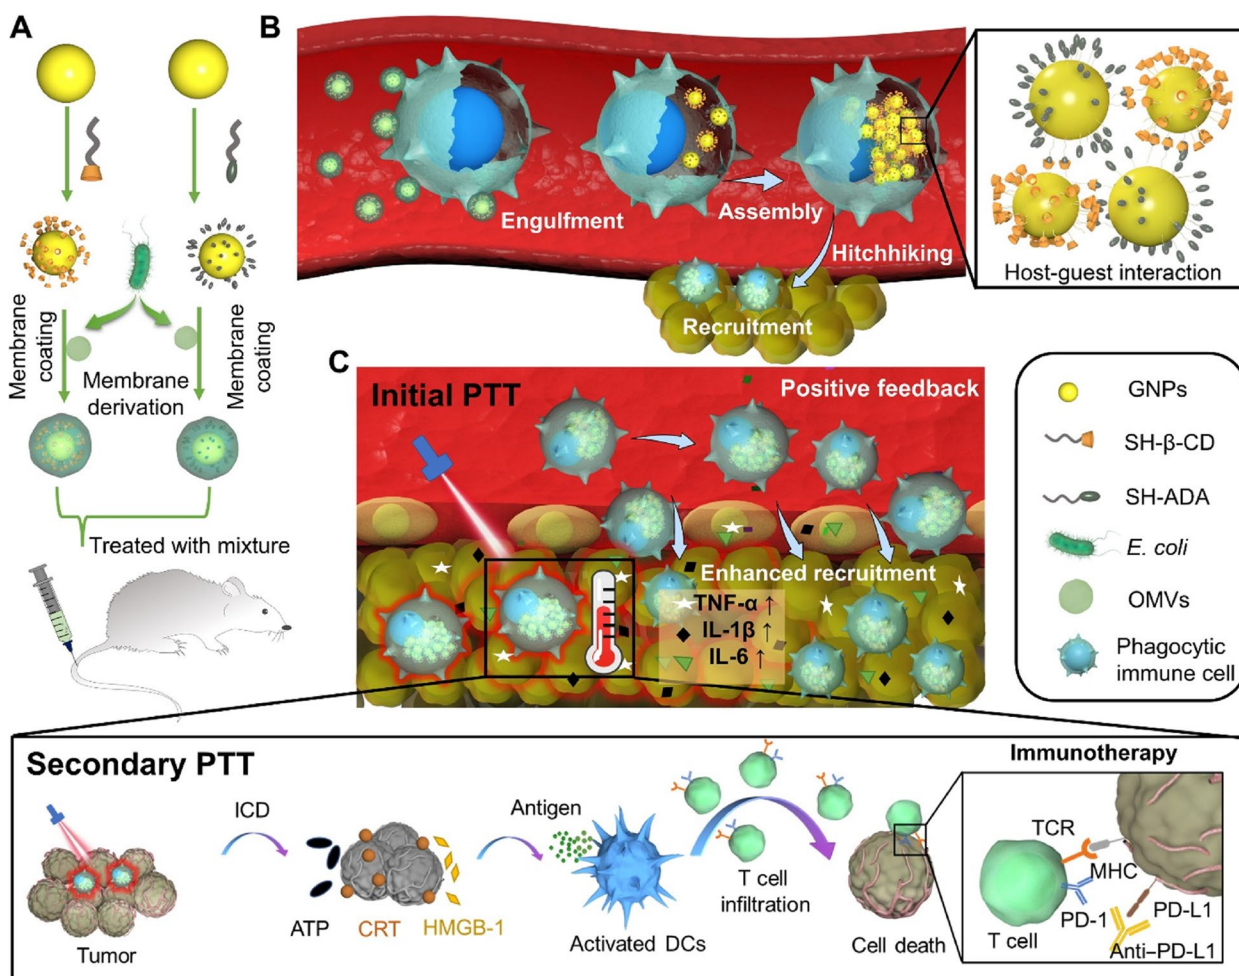 A
Membrane
coating
Membrane
coating
Membrane
derivation
Treated with mixture
B
Engulfment
Assembly
Hitchhiking
Recruitment
Host-guest interaction
C
Initial PTT
Positive feedback
Enhanced recruitment
TNF-α ↑
IL-1β ↑
IL-6 ↑
GNPs
SH-β-CD
SH-ADA
E. coli
OMVs
Phagocytic
immune cell
Secondary PTT
Tumor
ICD
ATP
CRT
HMGB-1
Antigen
Activated DCs
T cell
infiltration
Cell death
Immunotherapy
TCR
MHC
PD-1
PD-L1
T cell
Anti–PD-L1